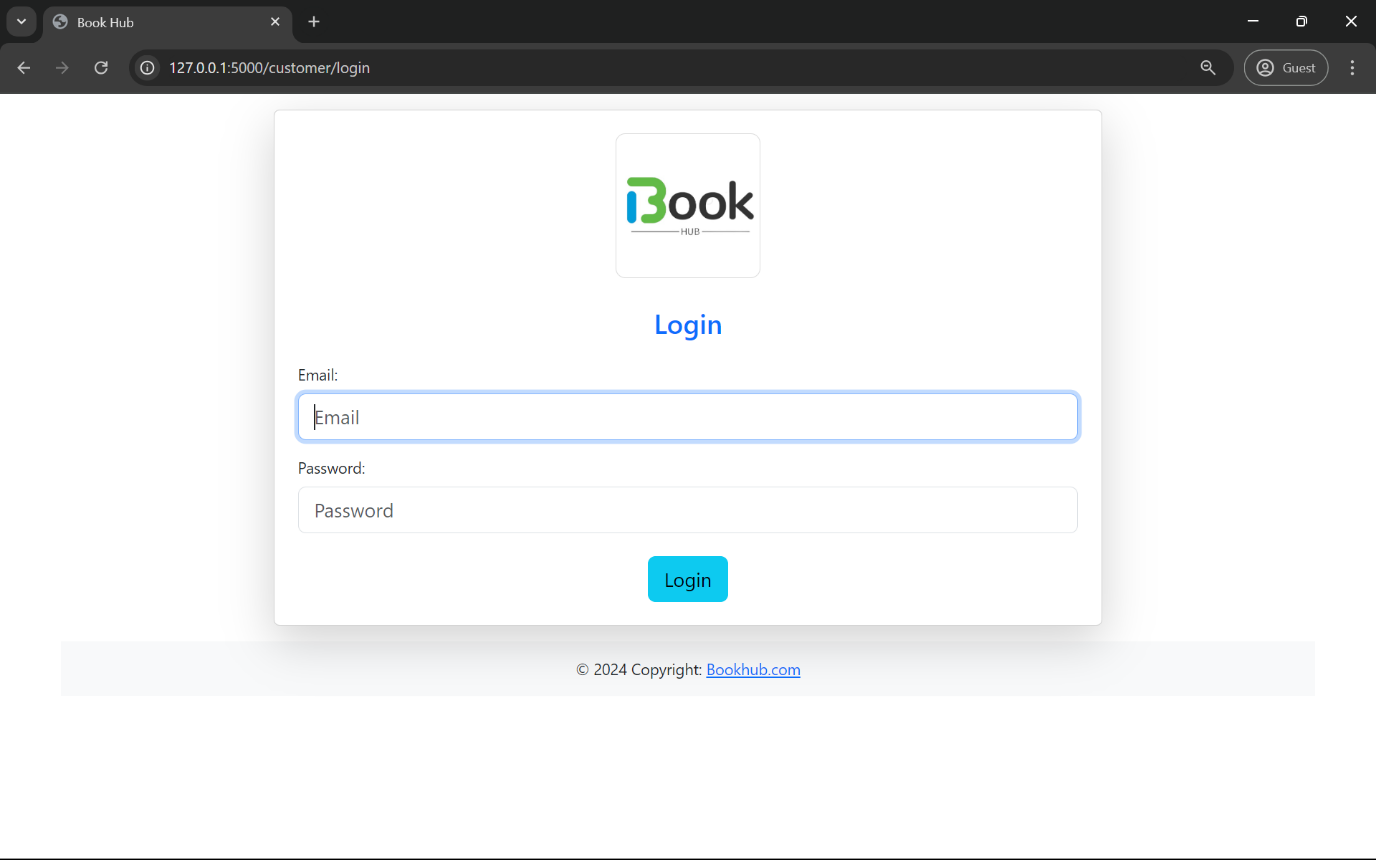 Book Hub
127.0.0.1:5000/customer/login
Guest
Book
HUB
Login
Email:
Email
Password:
Password
Login
© 2024 Copyright: Bookhub.com